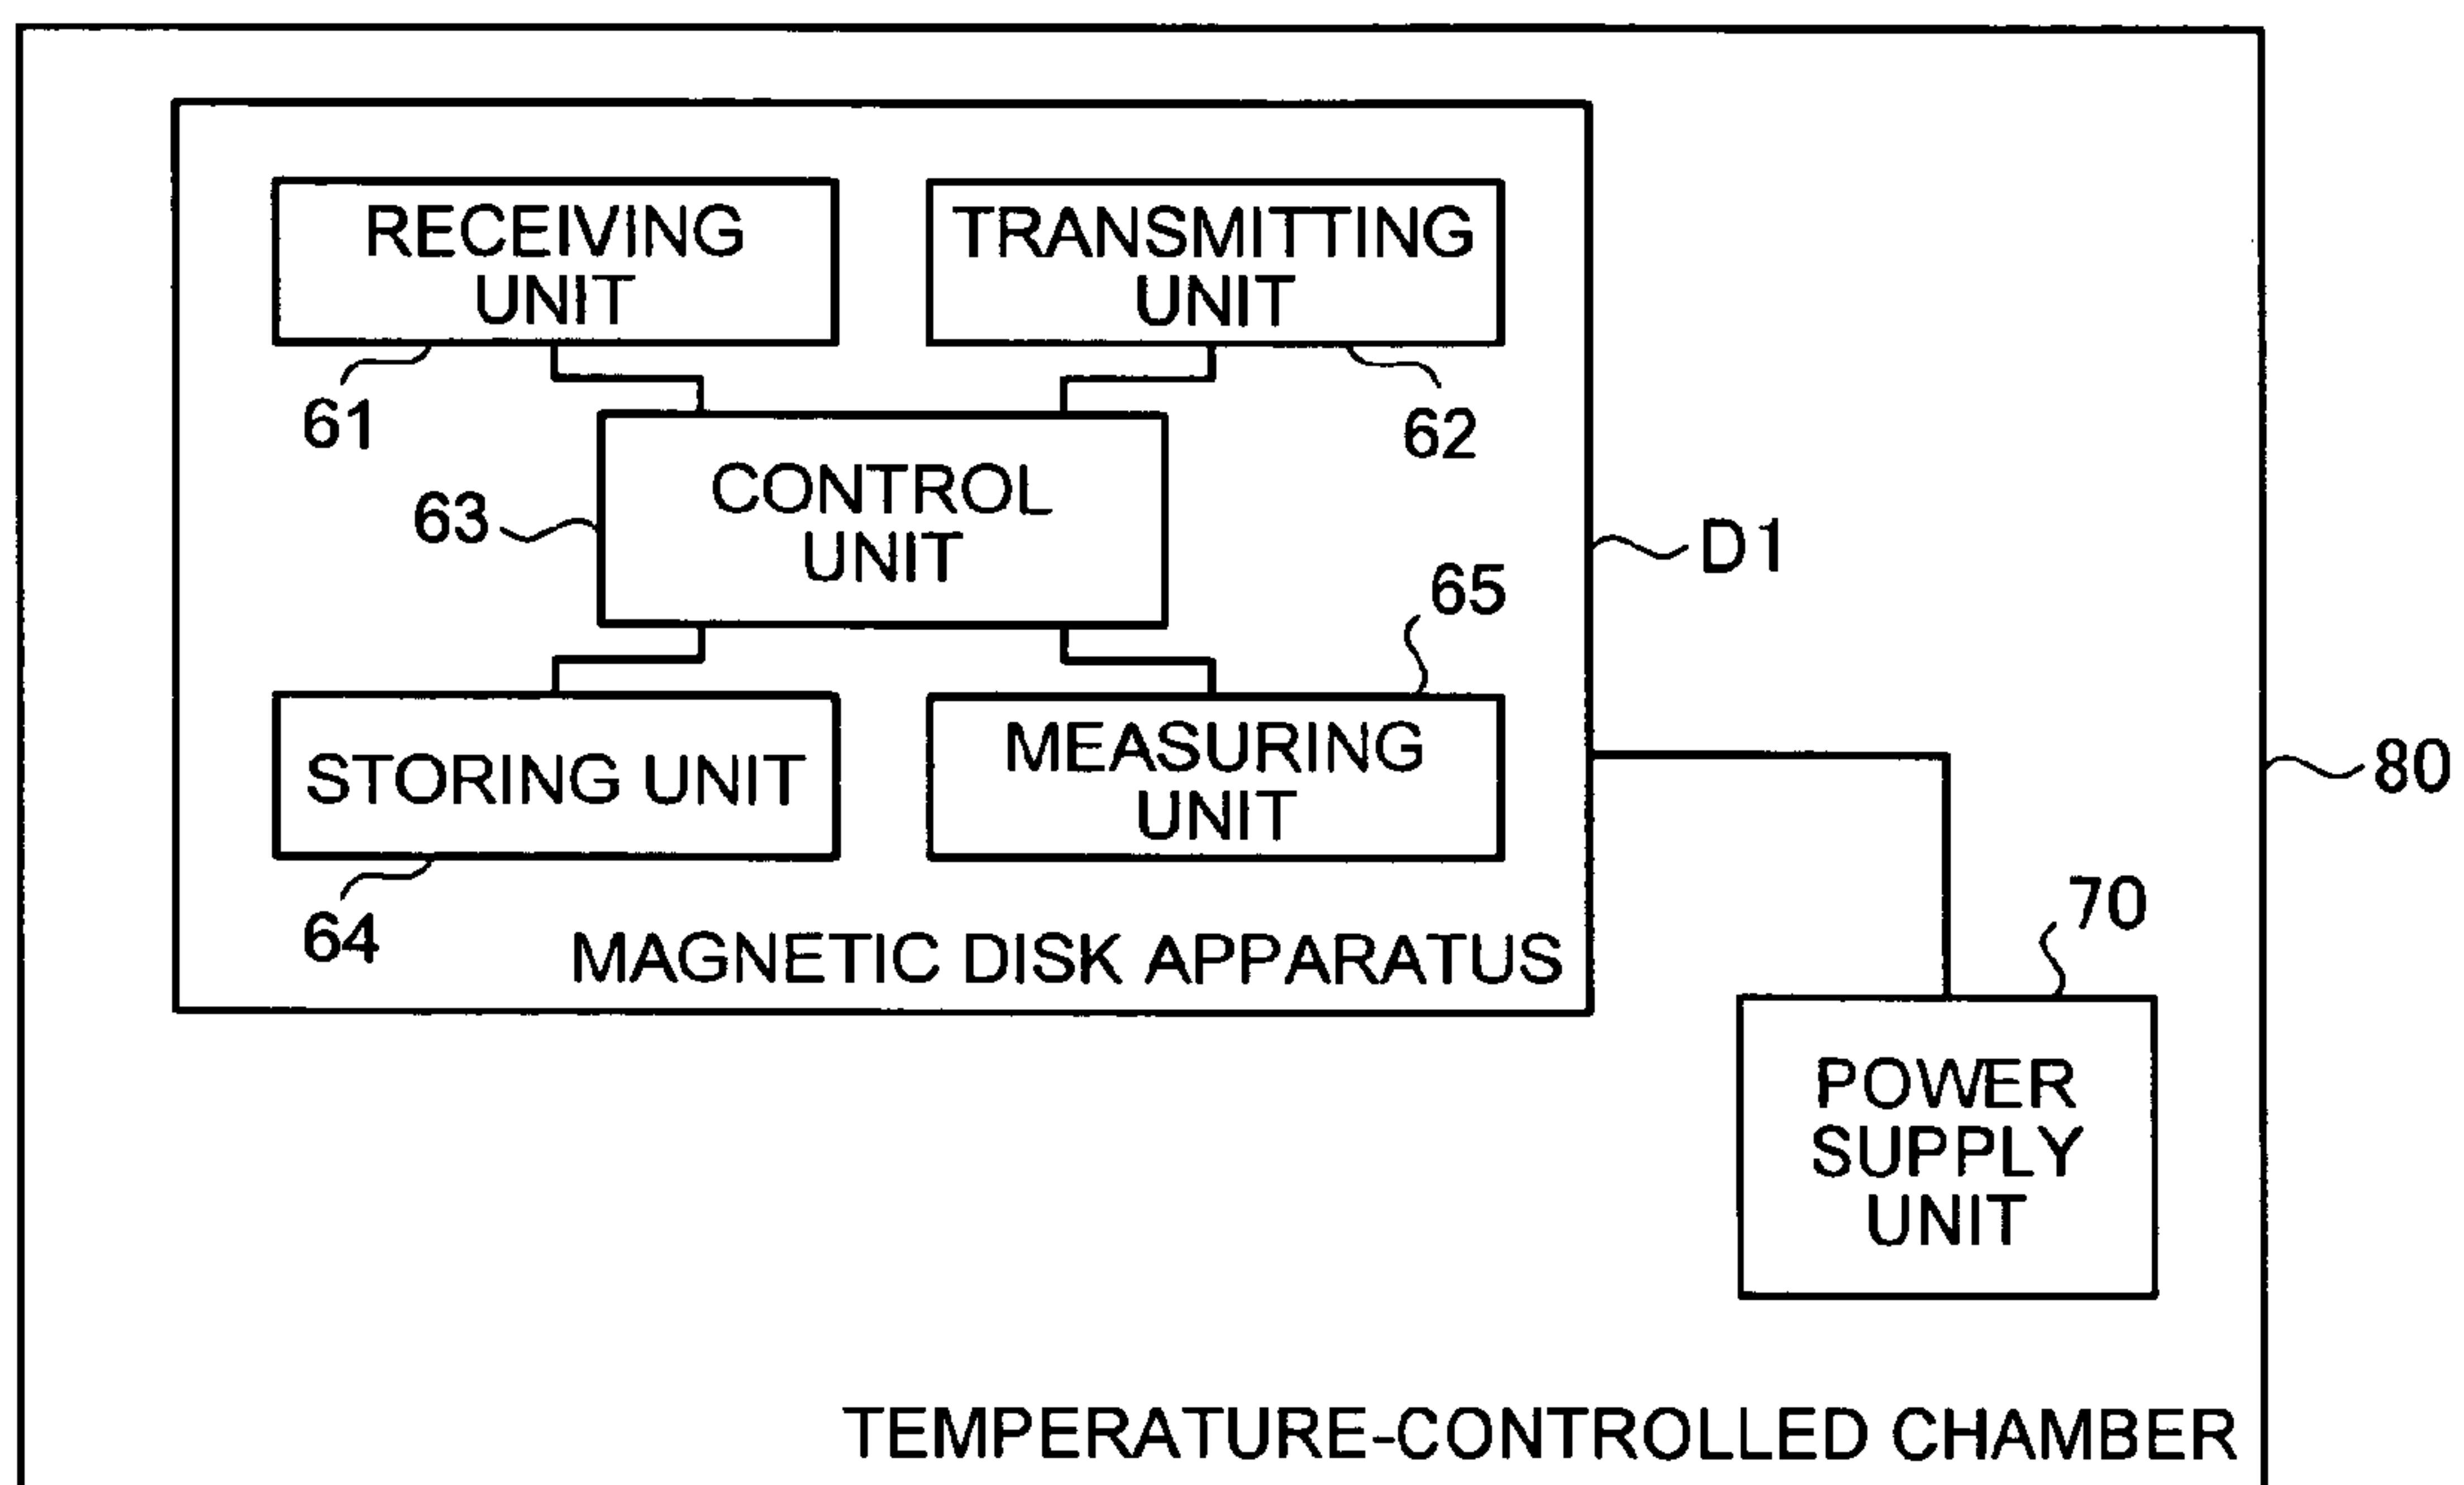 RECEIVING
UNIT
TRANSMITTING
UNIT
61
62
CONTROL
UNIT
63
D1
65
STORING UNIT
MEASURING
UNIT
80
64
MAGNETIC DISK APPARATUS
70
POWER
SUPPLY
UNIT
TEMPERATURE-CONTROLLED CHAMBER